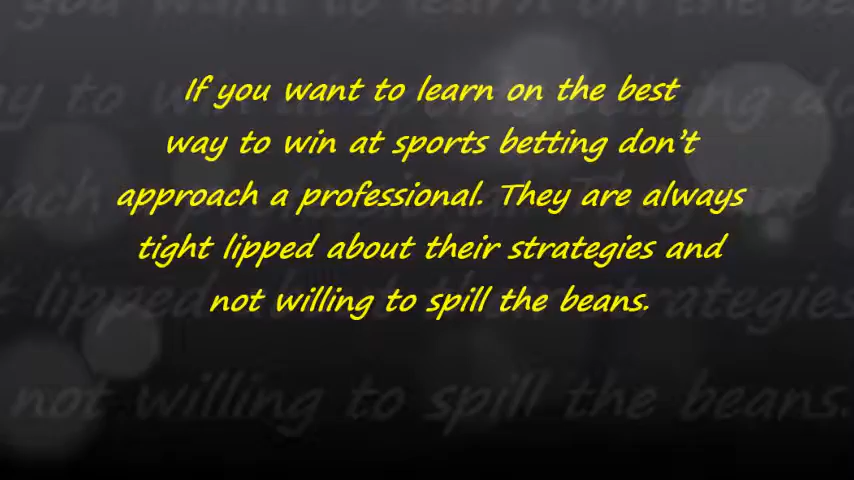 If you want to learn on the best
way to win at sports betting don't
approach a professional. They are always
tight lipped about their strategies and
not willing to spill the beans.